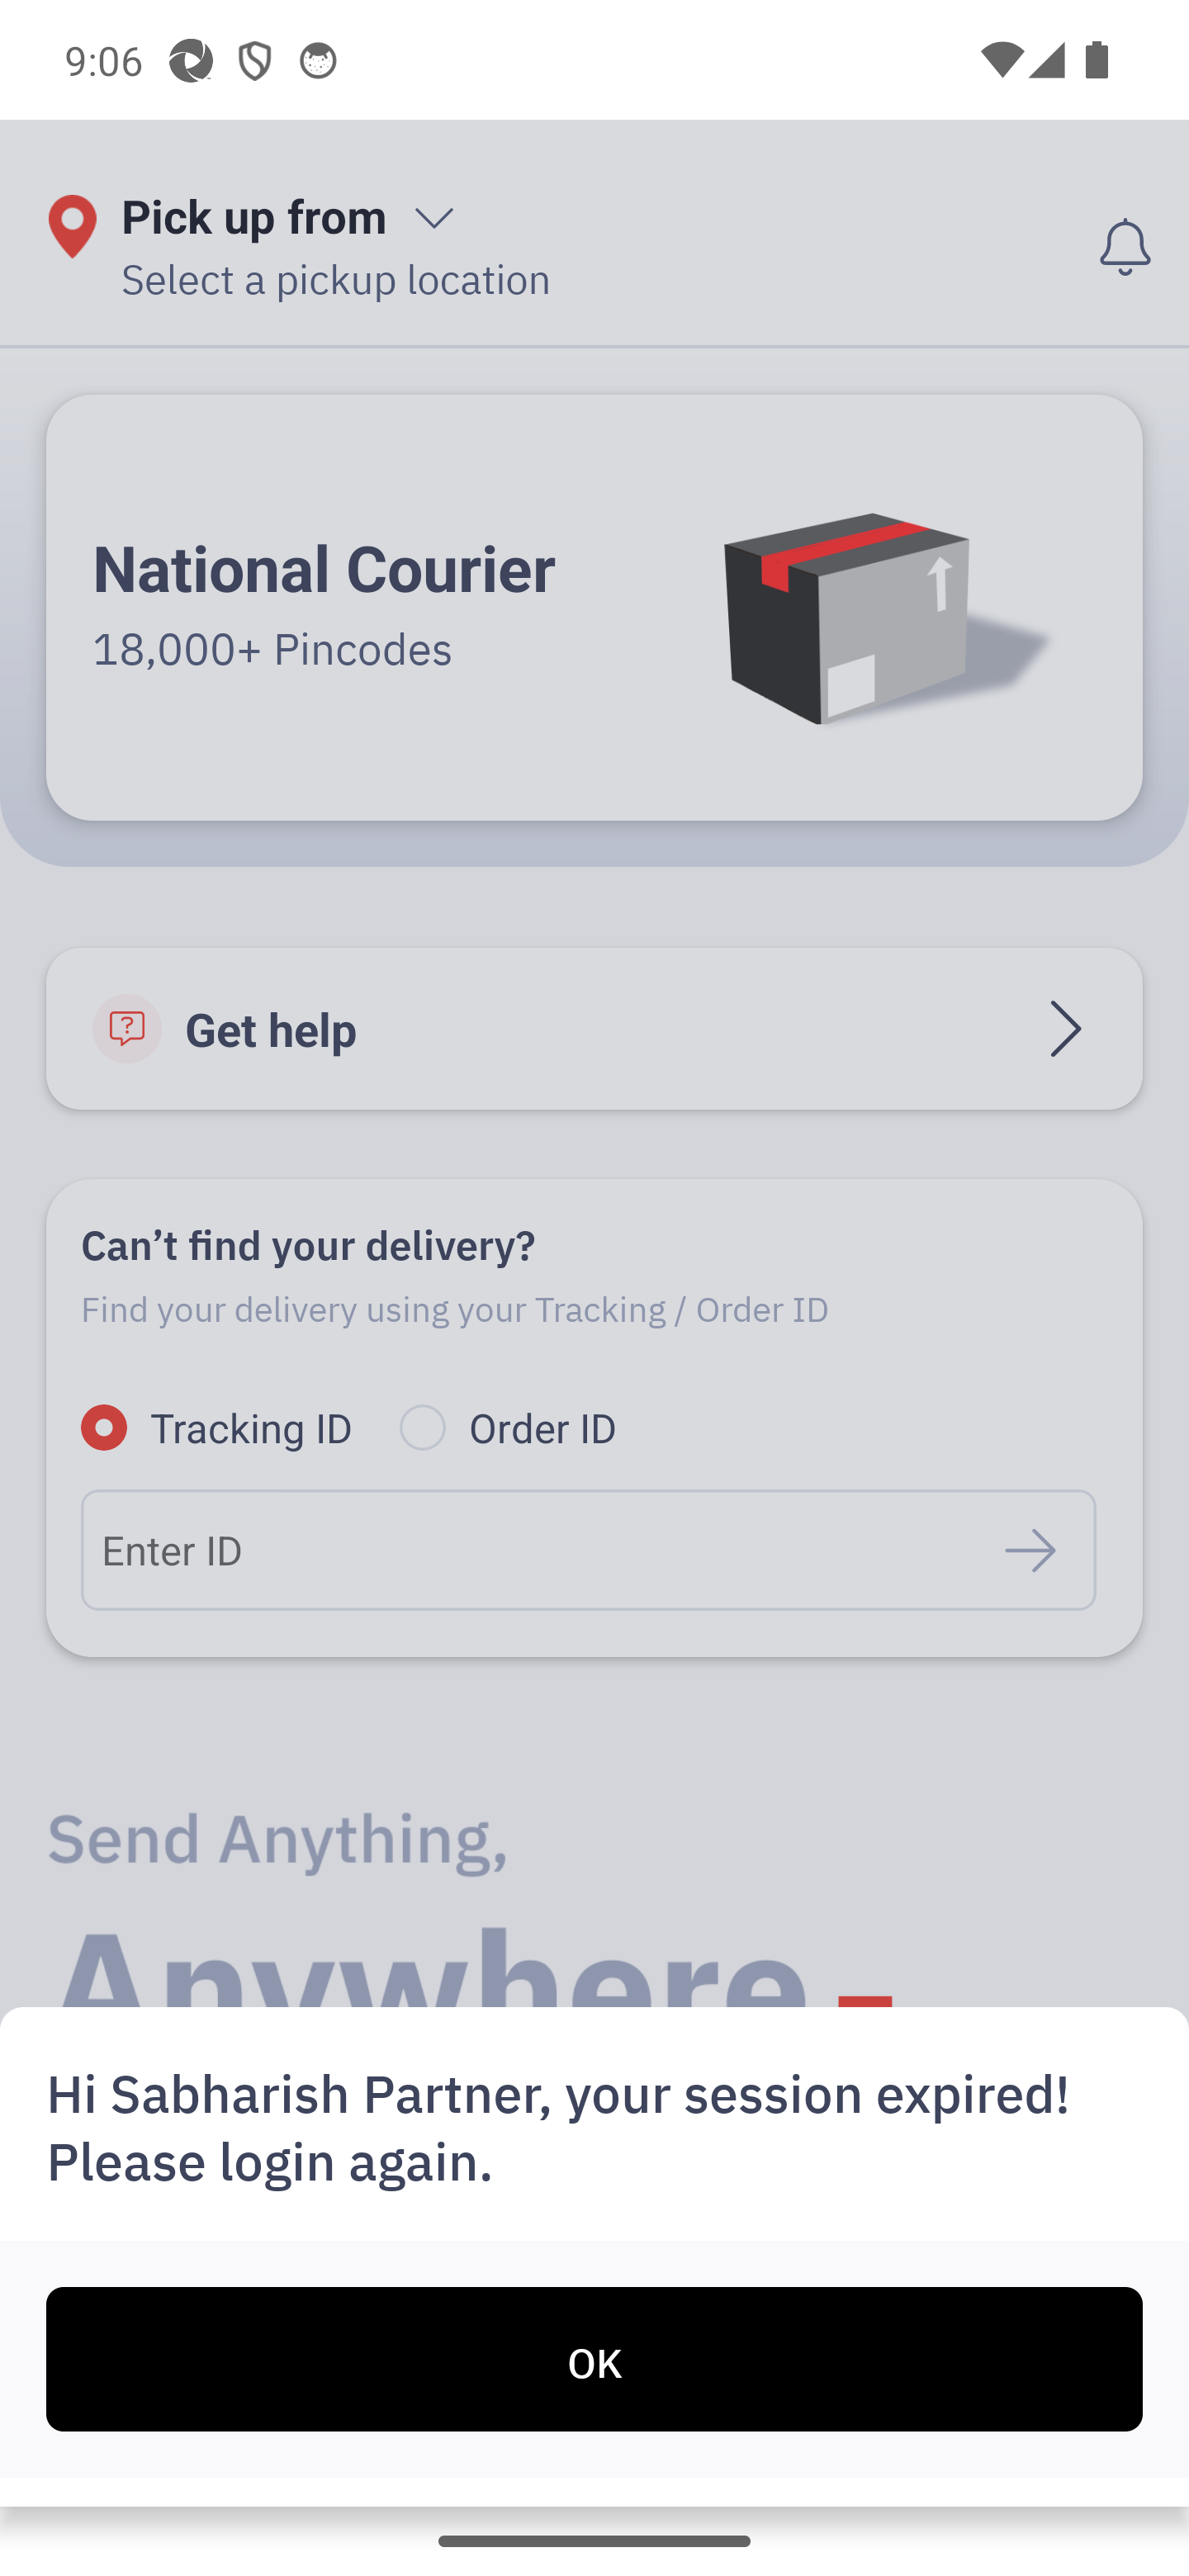 9:06
Pick up from
Select a pickup location
National Courier
18,000+ Pincodes
Get help
Can’t find your delivery?
Find your delivery using your Tracking / Order ID
Tracking ID
Order ID
Enter ID
Send Anything,
Anywhere
Hi Sabharish Partner, your session expired!
Please login again.
OK